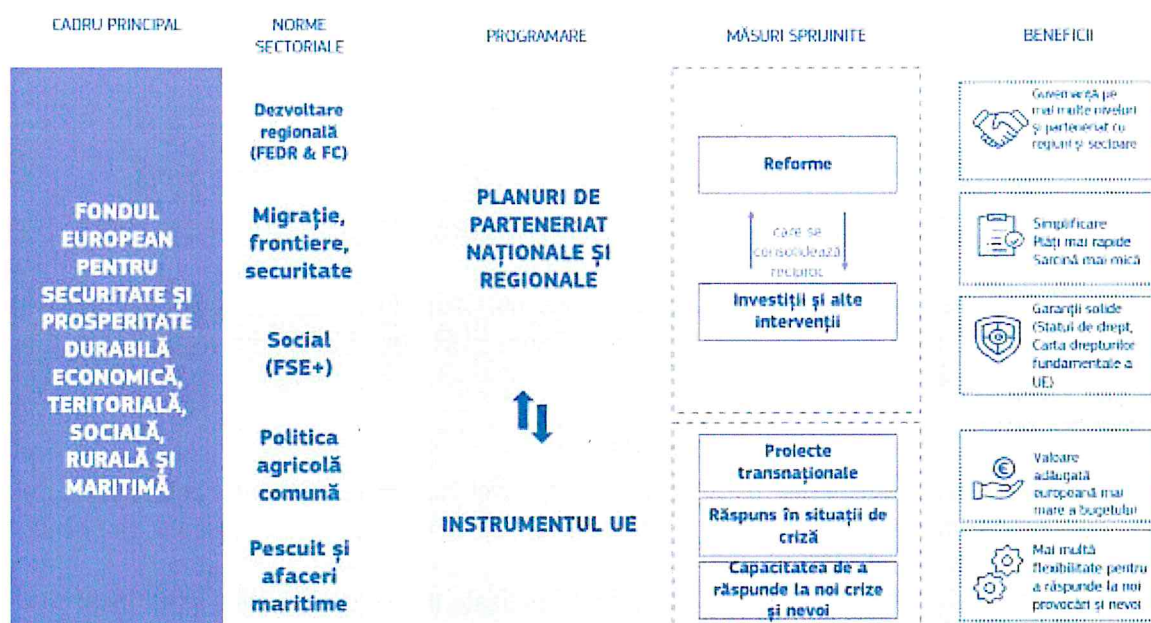 CADRU PRINCIPAL
NORME
SECTORIALE
PROGRAMARE
MĂSURI SPRIJINITE
BENEFICII
FONDUL
EUROPEAN
PENTRU
SECURITATE ȘI
PROSPERITATE
DURABILĂ
ECONOMICĂ,
TERITORIALĂ,
SOCIALĂ,
RURALĂ ȘI
MARITIMĂ
Dezvoltare
regională
(FEDR & FC)
Migrație,
frontiere,
securitate
Social
(FSE+)
Politica
agricolă
comună
Pescuit și
afaceri
maritime
PLANURI DE
PARTENERIAT
NAȚIONALE ȘI
REGIONALE
INSTRUMENTUL UE
Reforme
care se
consolidează
reciproc
Investiții și alte
intervenții
Proiecte
transnaționale
Răspuns în situații de
criză
Capacitatea de a
răspunde la noi crize
și nevoi
Guvernanță pe
mai multe niveluri
și parteneriat cu
regiuni și sectoare
Simplificare
Plăți mai rapide
Sarcină mai mică
Garanții solide
(Statul de drept,
Carta drepturilor
fundamentale a
UE)
Valoare
adăugată
europeană mai
mare a bugetului
Mai multă
flexibilitate pentru
a răspunde la noi
provocări și nevoi